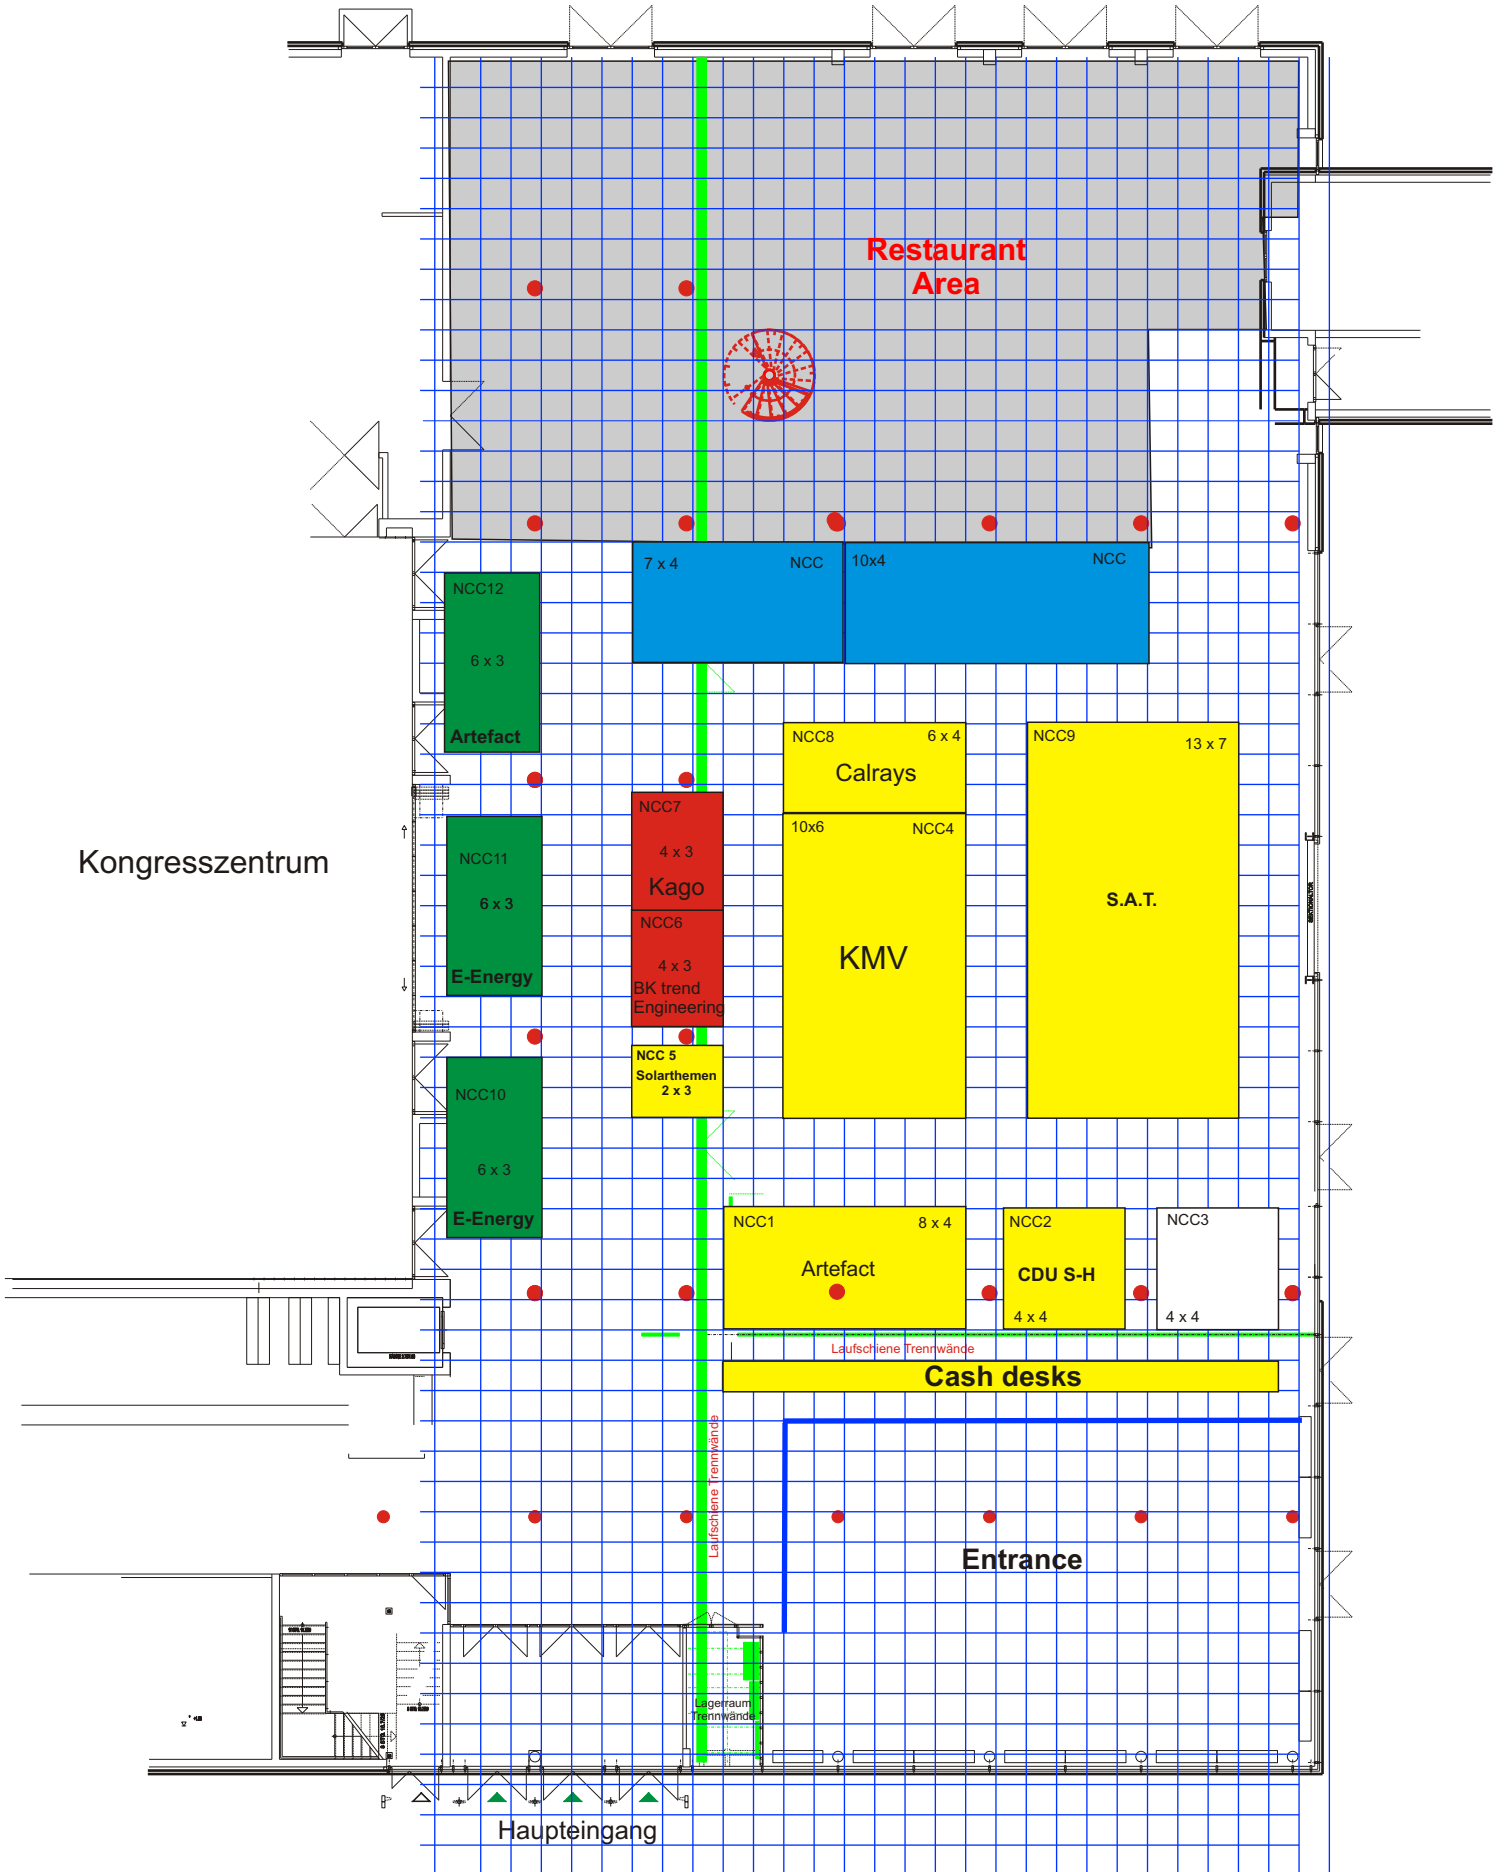 Restaurant
Area
7 x 4
NCC
10x4
NCC
NCC12
6 x 3
Artefact
NCC8
6 x 4
Calrays
NCC9
13 x 7
S.A.T.
NCC7
4 x 3
Kago
10x6
NCC4
KMV
Kongresszentrum
NCC11
6 x 3
E-Energy
NCC6
4 x 3
BK trend
Engineering
NCC 5
Solarthemen
2 x 3
NCC10
6 x 3
E-Energy
NCC1
8 x 4
Artefact
NCC2
CDU S-H
4 x 4
NCC3
4 x 4
Laufschiene Trennwände
Cash desks
Laufschiene Trennwände
Entrance
Lagerraum
Trennwände
Haupteingang